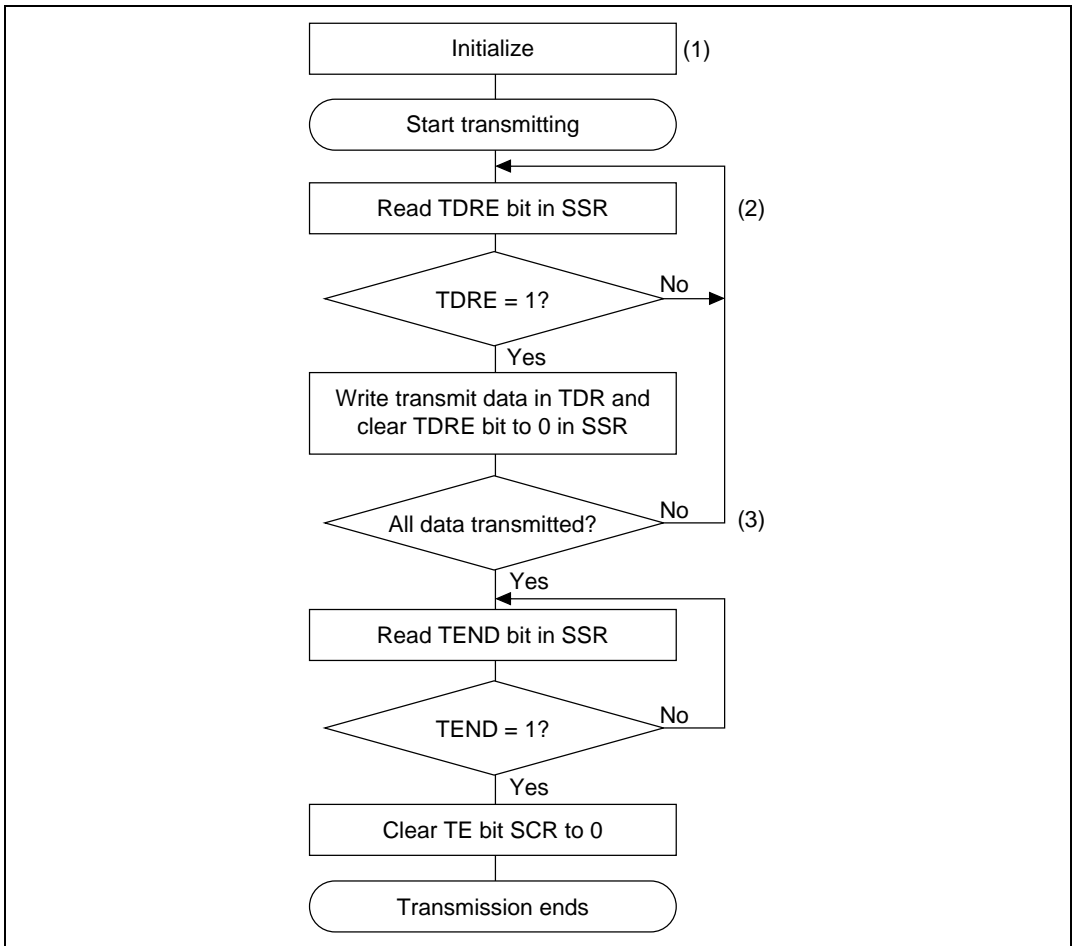 Initialize
(1)
Start transmitting
Read TDRE bit in SSR
(2)
TDRE = 1?
No
Yes
Write transmit data in TDR and
clear TDRE bit to 0 in SSR
All data transmitted?
No
(3)
Yes
Read TEND bit in SSR
TEND = 1?
No
Yes
Clear TE bit SCR to 0
Transmission ends